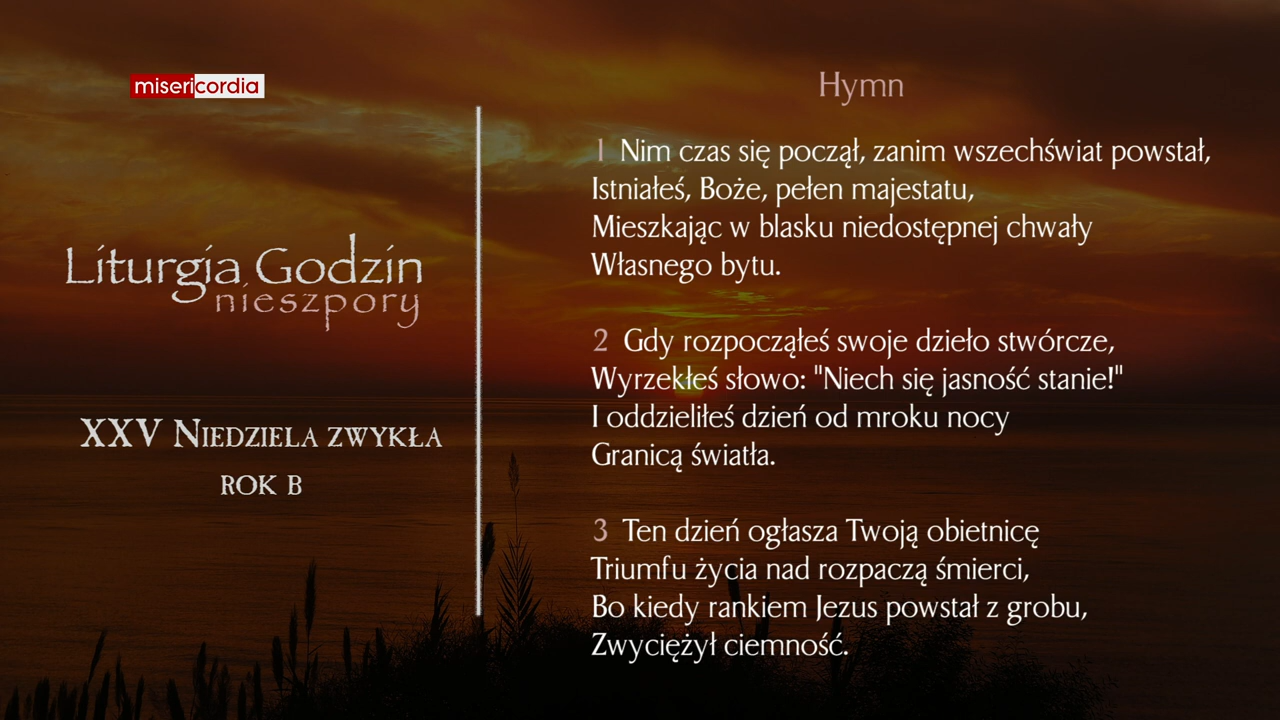 misericordia
Liturgia Godzin
nieszpory
XXV Niedziela zwykła
rok B
Hymn
1 Nim czas się począł, zanim wszechświat powstał,
Istniałeś, Boże, pełen majestatu,
Mieszkając w blasku niedostępnej chwały
Własnego bytu.
2 Gdy rozpocząłeś swoje dzieło stwórcze,
Wyrzekłeś słowo: "Niech się jasność stanie!"
I oddzieliłeś dzień od mroku nocy
Granicą światła.
3 Ten dzień ogłasza Twoją obietnicę
Triumfu życia nad rozpaczą śmierci,
Bo kiedy rankiem Jezus powstał z grobu,
Zwyciężył ciemność.